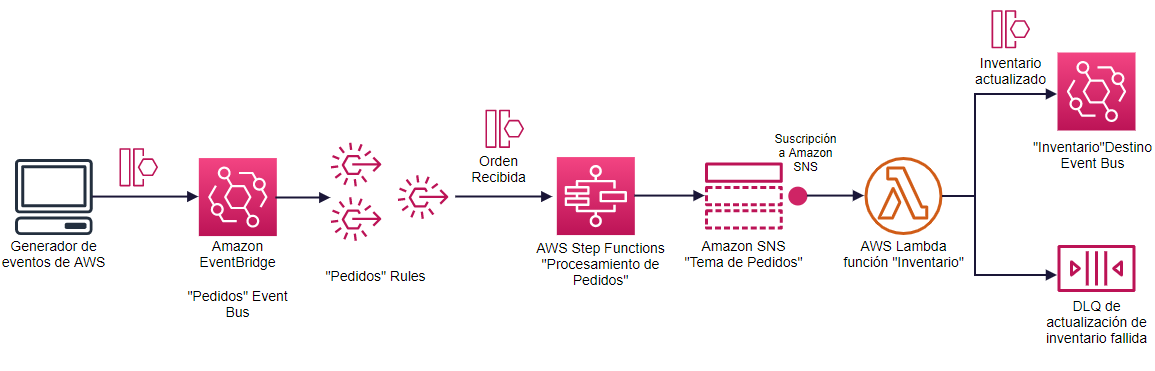 Generador de
eventos de AWS
Amazon
EventBridge
"Pedidos" Event
Bus
"Pedidos" Rules
Orden
Recibida
AWS Step Functions
"Procesamiento de
Pedidos"
Amazon SNS
"Tema de Pedidos"
Suscripción
a Amazon
SNS
AWS Lambda
función "Inventario"
Inventario
actualizado
"Inventario"Destino
Event Bus
DLQ de
actualización de
inventario fallida